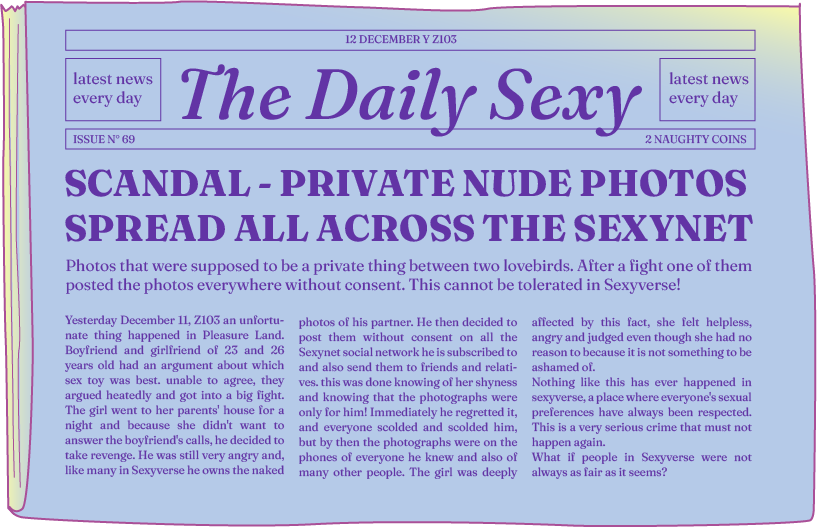 12 DECEMBER Y Z103
latest news
every day
The Daily Sexy
latest news
every day
ISSUE N° 69
2 NAUGHTY COINS
SCANDAL - PRIVATE NUDE PHOTOS
SPREAD ALL ACROSS THE SEXYNET
Photos that were supposed to be a private thing between two lovebirds. After a fight one of them
posted the photos everywhere without consent. This cannot be tolerated in Sexyverse!
Yesterday December 11, Z103 an unfortu-
nate thing happened in Pleasure Land.
Boyfriend and girlfriend of 23 and 26
years old had an argument about which
sex toy was best. unable to agree, they
argued heatedly and got into a big fight.
The girl went to her parents' house for a
night and because she didn't want to
answer the boyfriend's calls, he decided to
take revenge. He was still very angry and,
like many in Sexyverse he owns the naked
photos of his partner. He then decided to
post them without consent on all the
Sexynet social network he is subscribed to
and also send them to friends and relati-
ves. this was done knowing of her shyness
and knowing that the photographs were
only for him! Immediately he regretted it,
and everyone scolded and scolded him,
but by then the photographs were on the
phones of everyone he knew and also of
many other people. The girl was deeply
affected by this fact, she felt helpless,
angry and judged even though she had no
reason to because it is not something to be
ashamed of.
Nothing like this has ever happened in
sexyverse, a place where everyone's sexual
preferences have always been respected.
This is a very serious crime that must not
happen again.
What if people in Sexyverse were not
always as fair as it seems?